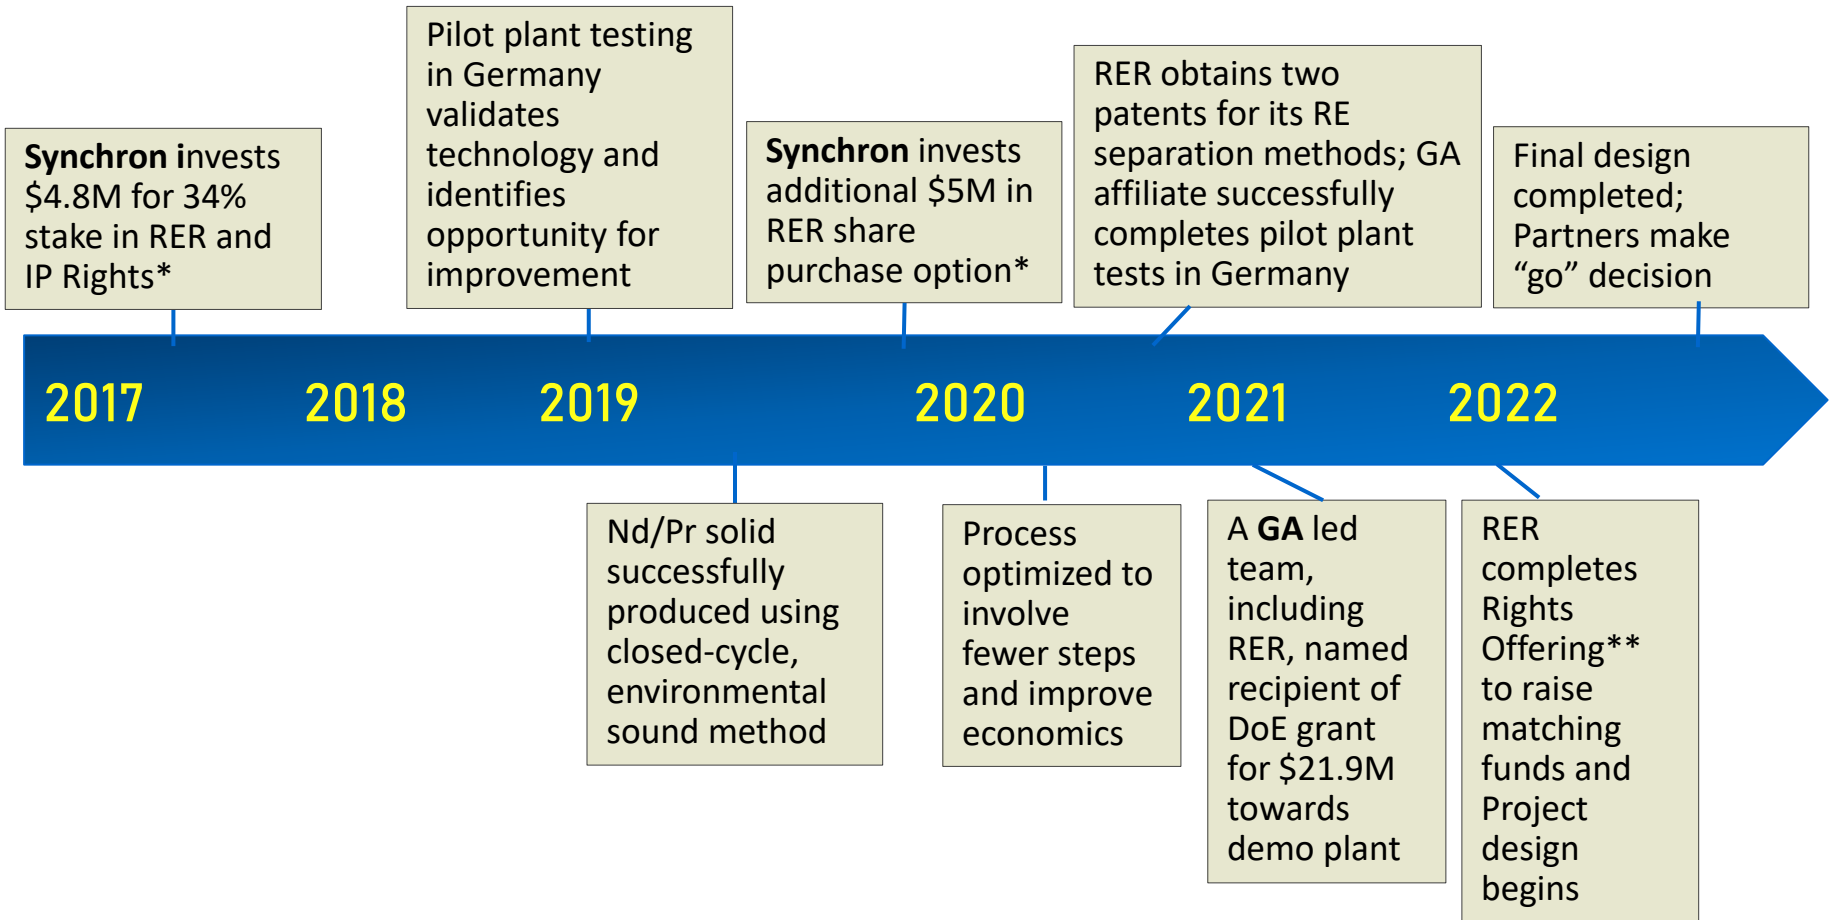 Synchron invests
$4.8M for 34%
stake in RER and
IP Rights*
Pilot plant testing
in Germany
validates
technology and
identifies
opportunity for
improvement
Synchron invests
additional $5M in
RER share
purchase option*
RER obtains two
patents for its RE
separation methods; GA
affiliate successfully
completes pilot plant
tests in Germany
Final design
completed;
Partners make
“go” decision
2017
2018
2019
2020
2021
2022
Nd/Pr solid
successfully
produced using
closed-cycle,
environmental
sound method
Process
optimized to
involve
fewer steps
and improve
economics
A GA led
team,
including
RER, named
recipient of
DoE grant
for $21.9M
towards
demo plant
RER
completes
Rights
Offering**
to raise
matching
funds and
Project
design
begins